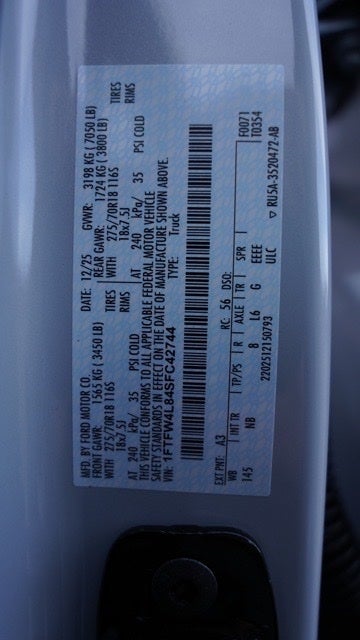 MFD. BY FORD MOTOR CO.
DATE: 12/25 GVWR: 3198 KG ( 7050 LB)
FRONT GAWR: 1565 KG ( 3450 LB) REAR GAWR: 1724 KG ( 3800 LB)
WITH 275/70R18 116S TIRES WITH 275/70R18 116S TIRES
18x7.5J RIMS 18x7.5J RIMS
AT 240 kPa/ 35 PSI COLD AT 240 kPa/ 35 PSI COLD
THIS VEHICLE CONFORMS TO ALL APPLICABLE FEDERAL MOTOR VEHICLE
SAFETY STANDARDS IN EFFECT ON THE DATE OF MANUFACTURE SHOWN ABOVE.
VIN: 1FTFW4L84SFC42744
TYPE: Truck
F0071
T0354
EXT PNT: A3 RC: 56 DSO:
WB INT TR TP/PS R AXLE TR SPR
145 NB 8 L6 G EEEE
ULC ▽ RU5A-3520472-AB
2202512150793